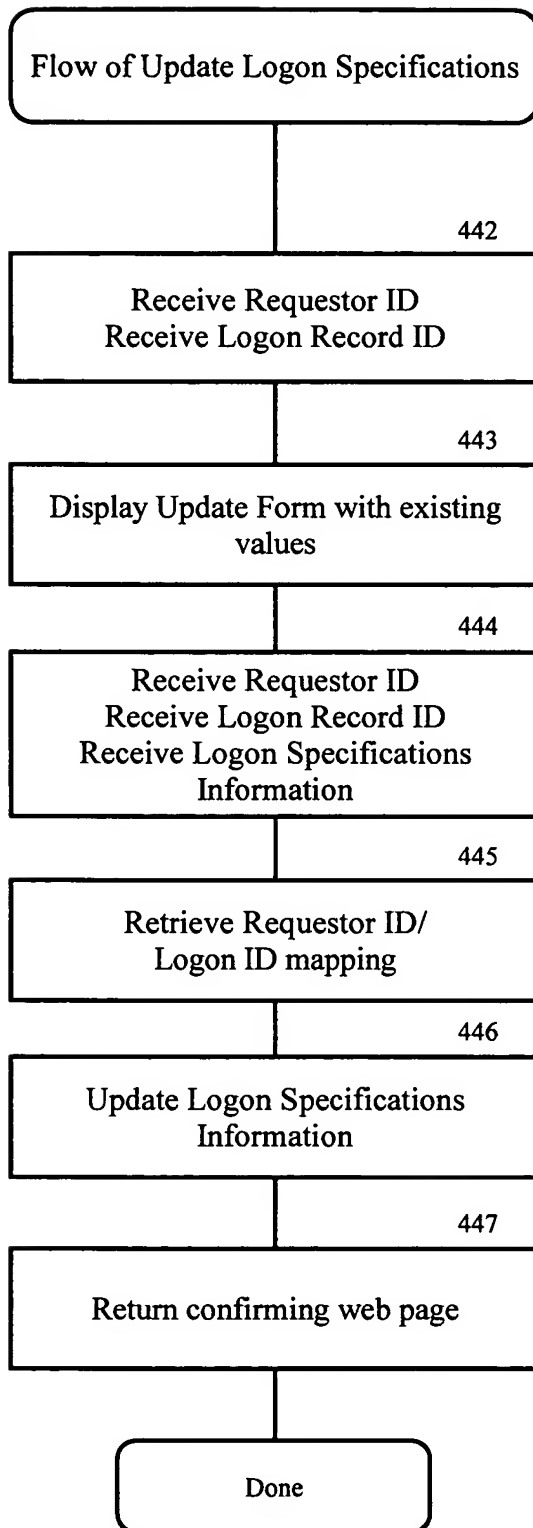 Flow of Update Logon Specifications
442
Receive Requestor ID
Receive Logon Record ID
443
Display Update Form with existing
values
444
Receive Requestor ID
Receive Logon Record ID
Receive Logon Specifications
Information
445
Retrieve Requestor ID/
Logon ID mapping
446
Update Logon Specifications
Information
447
Return confirming web page
Done